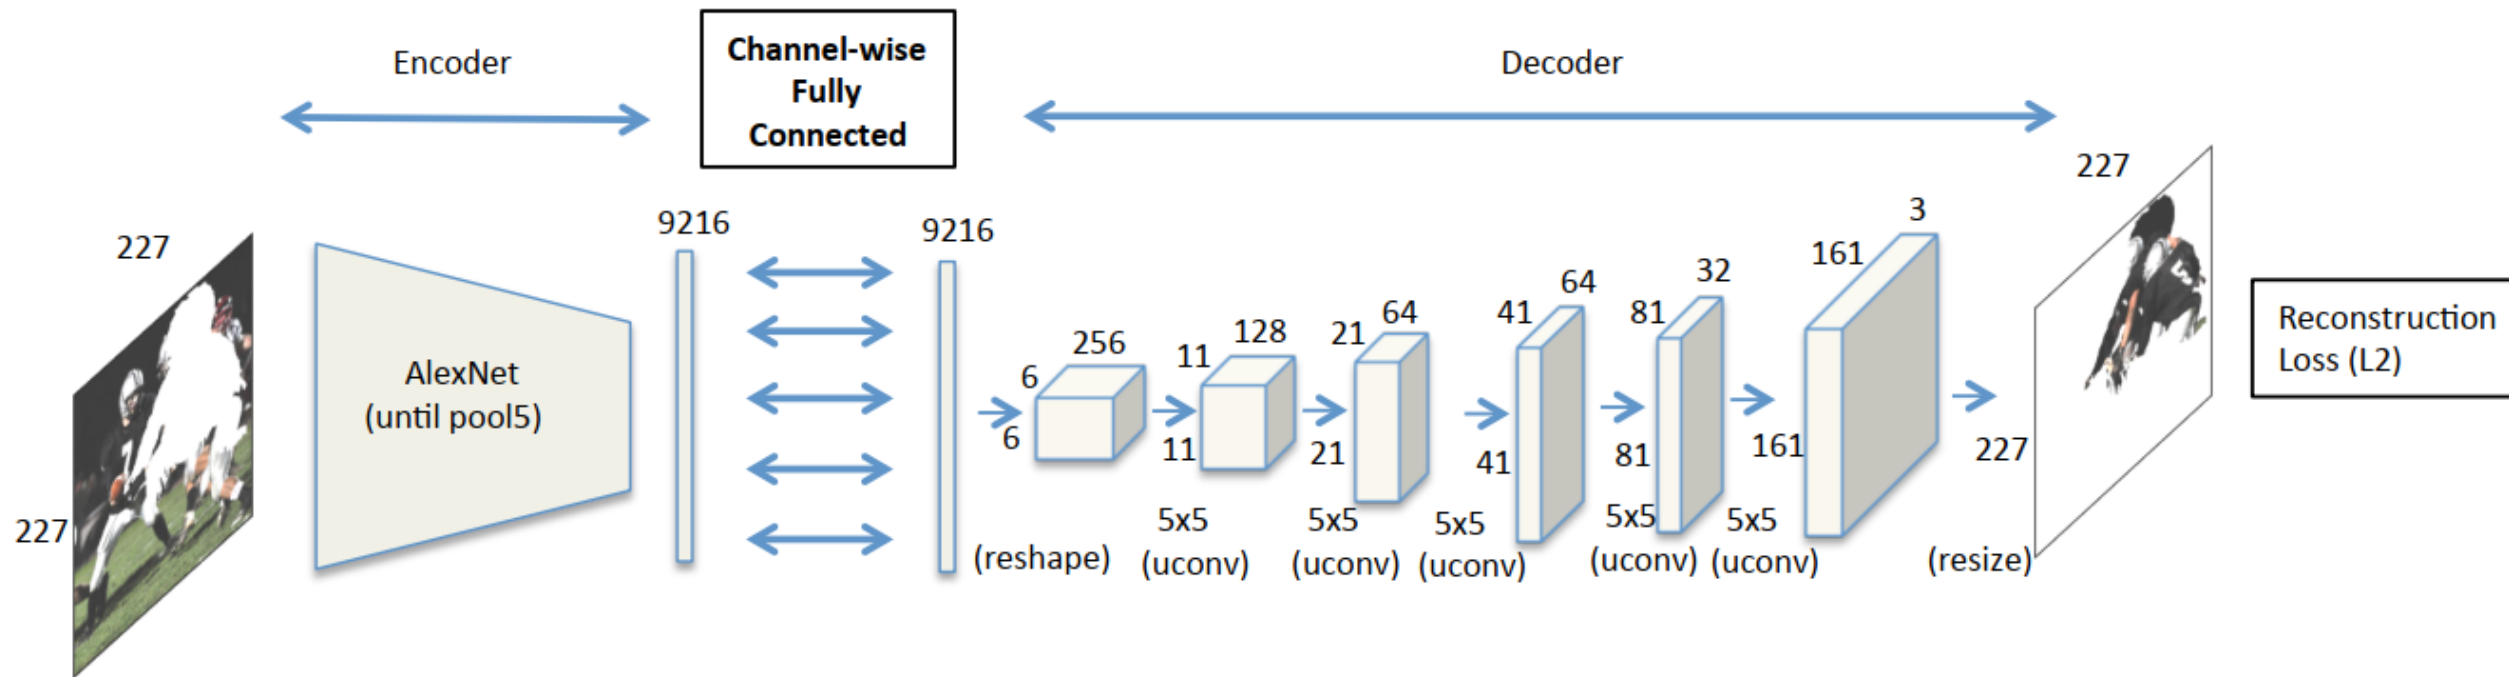 Encoder
Channel-wise
Fully
Connected
Decoder
227
227
AlexNet
(until pool5)
9216
9216
(reshape)
6
6
256
5x5
(uconv)
11
11
128
5x5
(uconv)
21
21
64
5x5
(uconv)
41
41
64
5x5
(uconv)
81
81
32
5x5
(uconv)
161
161
3
(resize)
227
227
Reconstruction
Loss (L2)